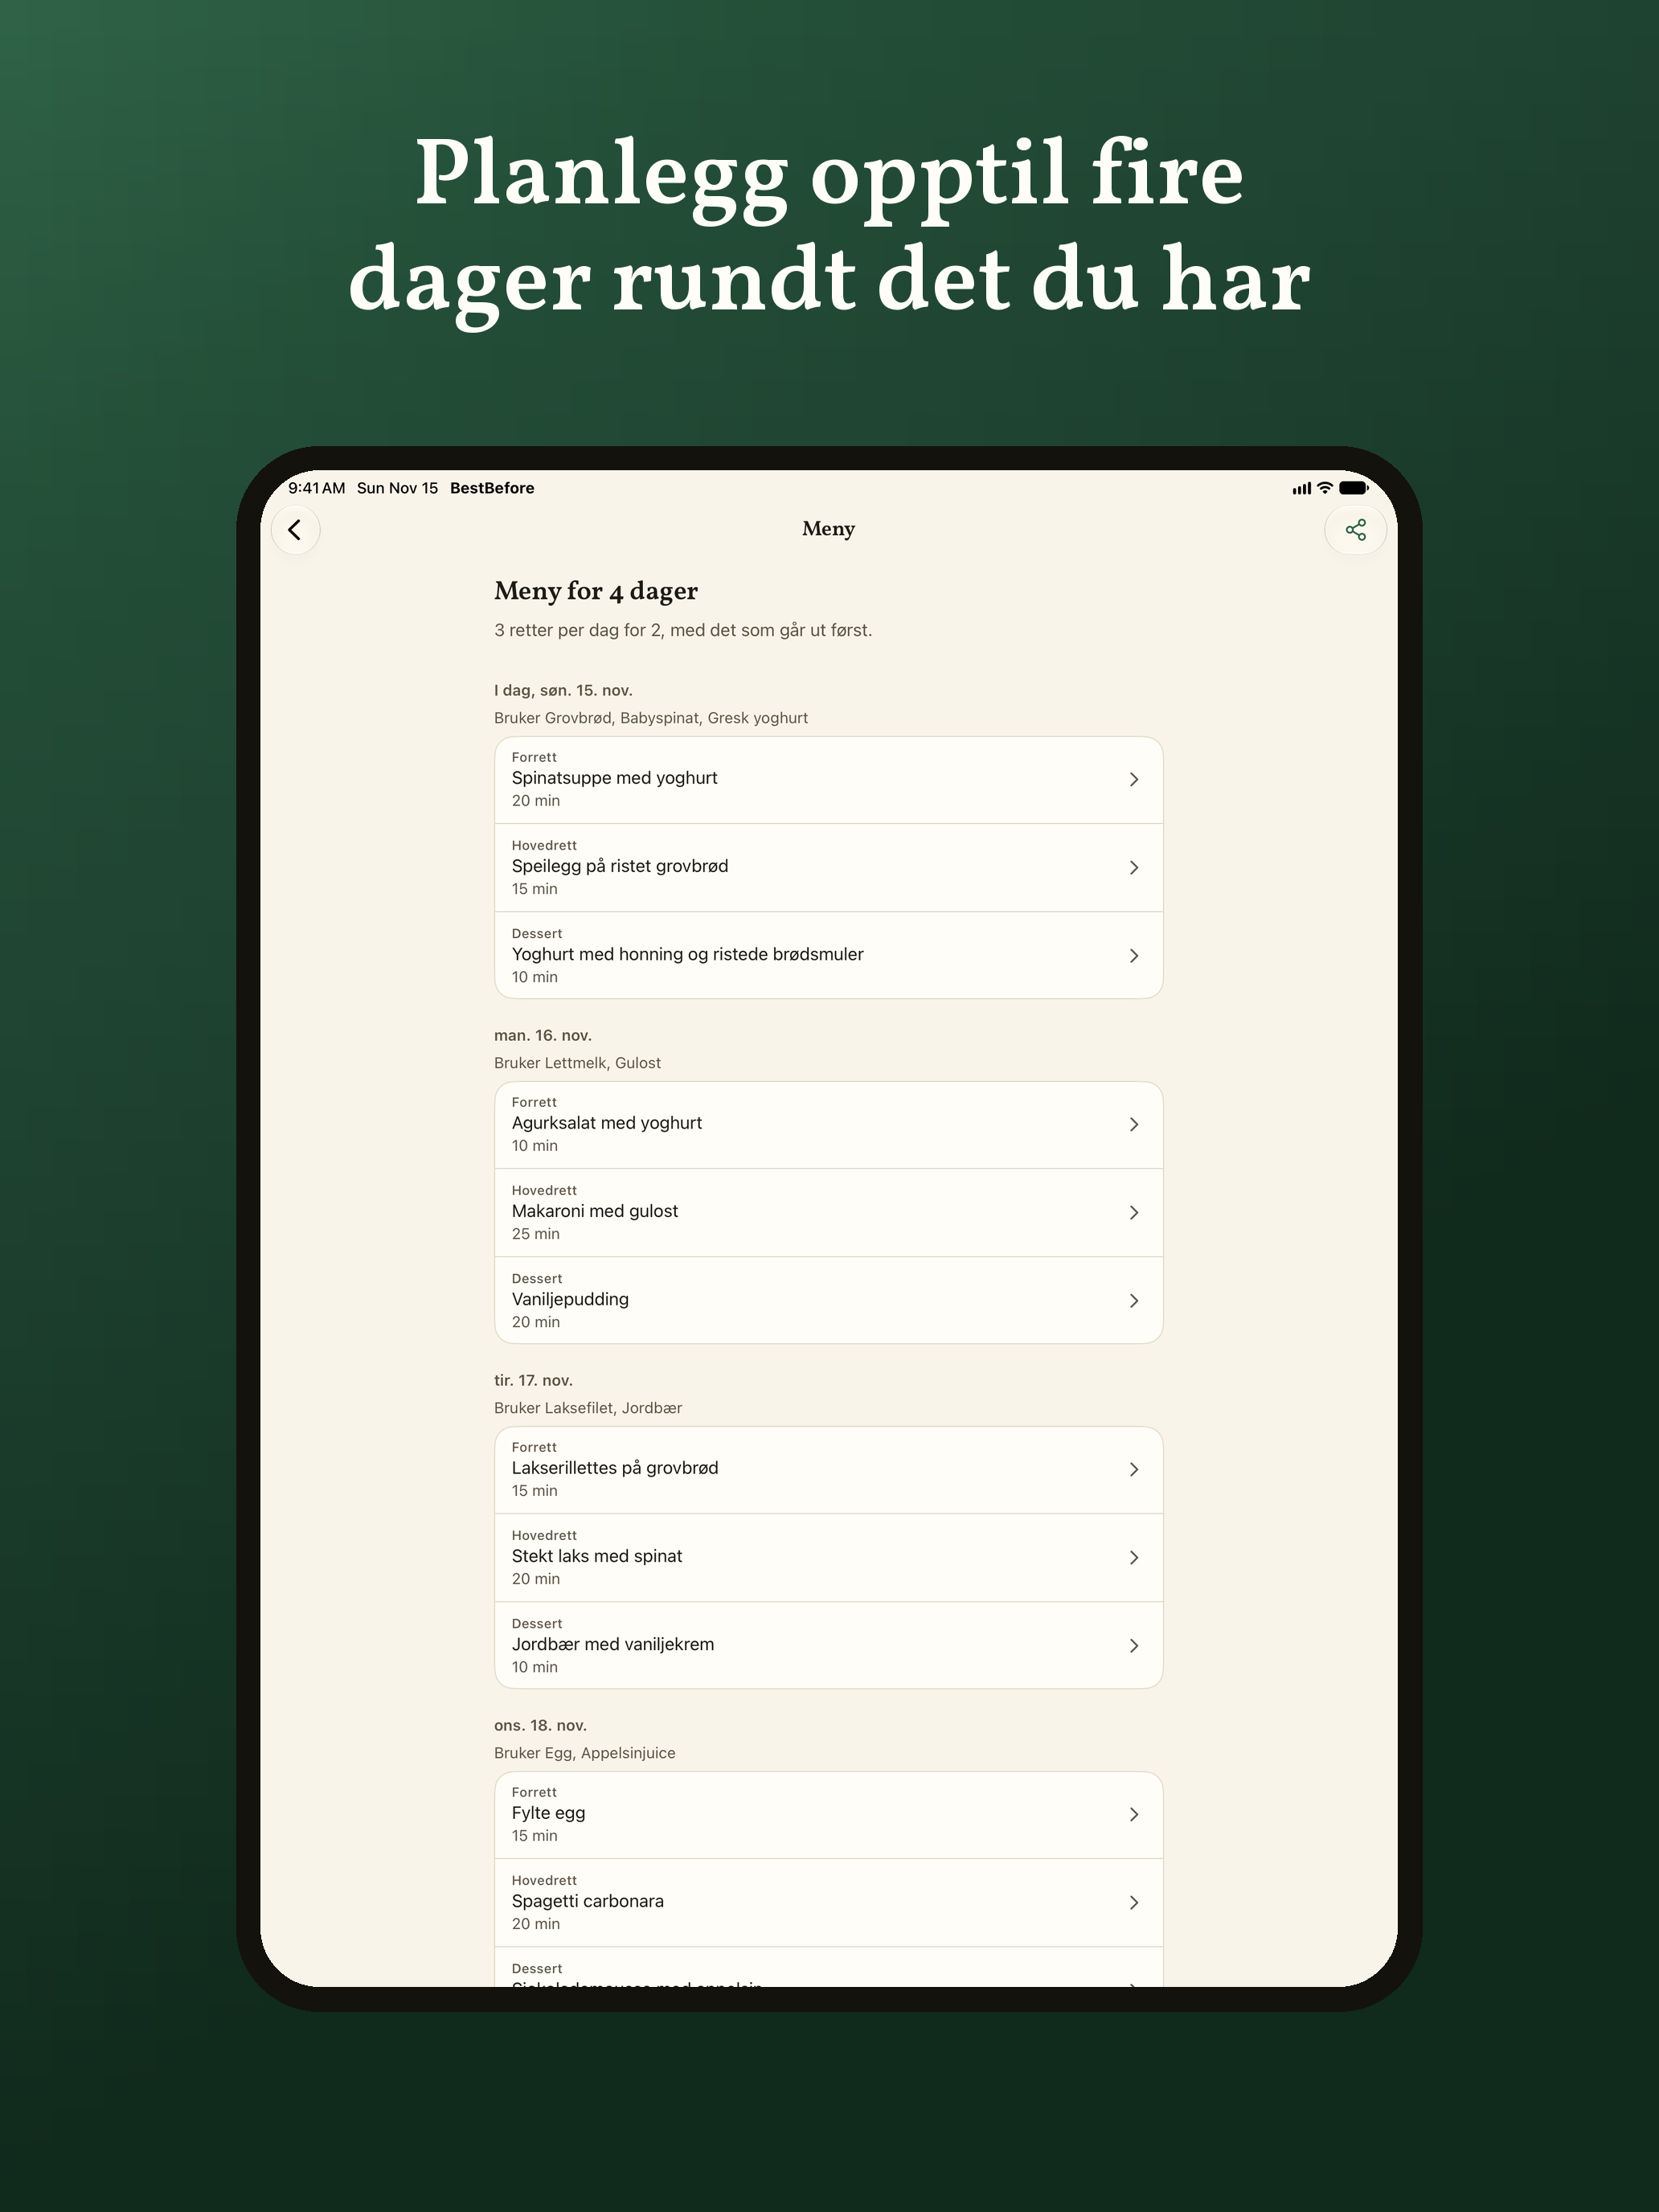 Planlegg opptil fire
dager rundt det du har
9:41 AM Sun Nov 15 BestBefore
Meny
Meny for 4 dager
3 retter per dag for 2, med det som går ut først.
I dag, søn. 15. nov.
Bruker Grovbrød, Babyspinat, Gresk yoghurt
Forrett
Spinatsuppe med yoghurt
20 min
Hovedrett
Speilegg på ristet grovbrød
15 min
Dessert
Yoghurt med honning og ristede brødsmuler
10 min
man. 16. nov.
Bruker Lettmelk, Gulost
Forrett
Agurksalat med yoghurt
10 min
Hovedrett
Makaroni med gulost
25 min
Dessert
Vaniljepudding
20 min
tir. 17. nov.
Bruker Laksefilet, Jordbær
Forrett
Lakserillettes på grovbrød
15 min
Hovedrett
Stekt laks med spinat
20 min
Dessert
Jordbær med vaniljekrem
10 min
ons. 18. nov.
Bruker Egg, Appelsinjuice
Forrett
Fylte egg
15 min
Hovedrett
Spagetti carbonara
20 min
Dessert